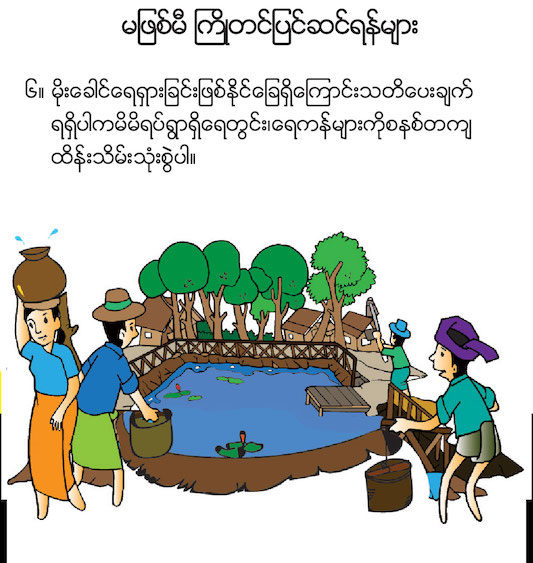 မဖြစ်မီ ကြိုတင်ပြင်ဆင်ရန်များ
၆။ မိုးခေါင်ရေရှားခြင်းဖြစ်နိုင်ခြေရှိကြောင်းသတိပေးချက်
ရရှိပါကမိမိရပ်ရွာရှိရေတွင်း၊ရေကန်များကိုစနစ်တကျ
ထိန်းသိမ်းသုံးစွဲပါ။